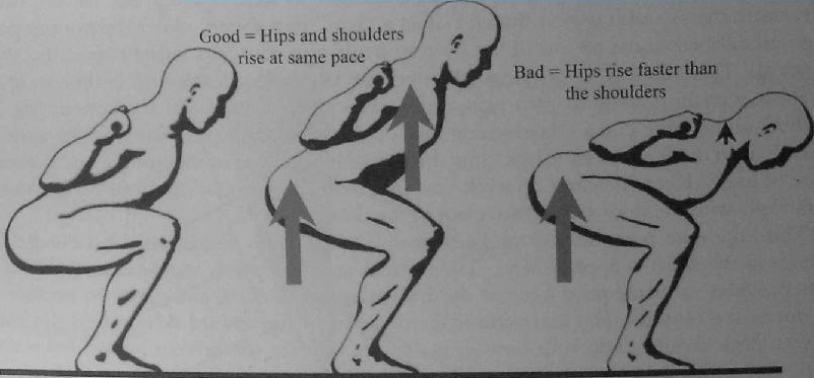 Good = Hips and shoulders
rise at same pace
Bad = Hips rise faster than
the shoulders